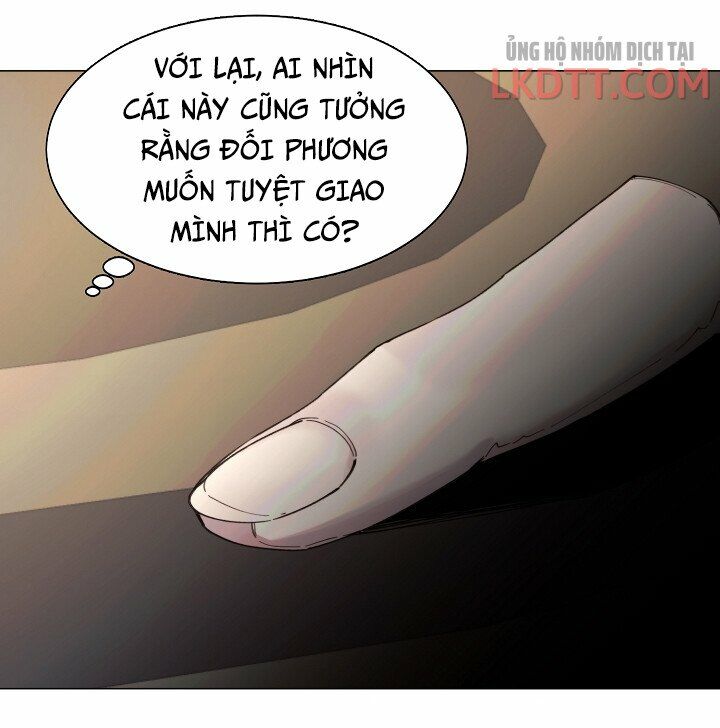 ỦNG HỘ NHÓM DỊCH TẠI
LKDTT.COM
VỚI LẠI, AI NHÌN
CÁI NÀY CŨNG TƯỞNG
RẰNG ĐỐI PHƯƠNG
MUỐN TUYỆT GIAO
MÌNH THÌ CÓ?